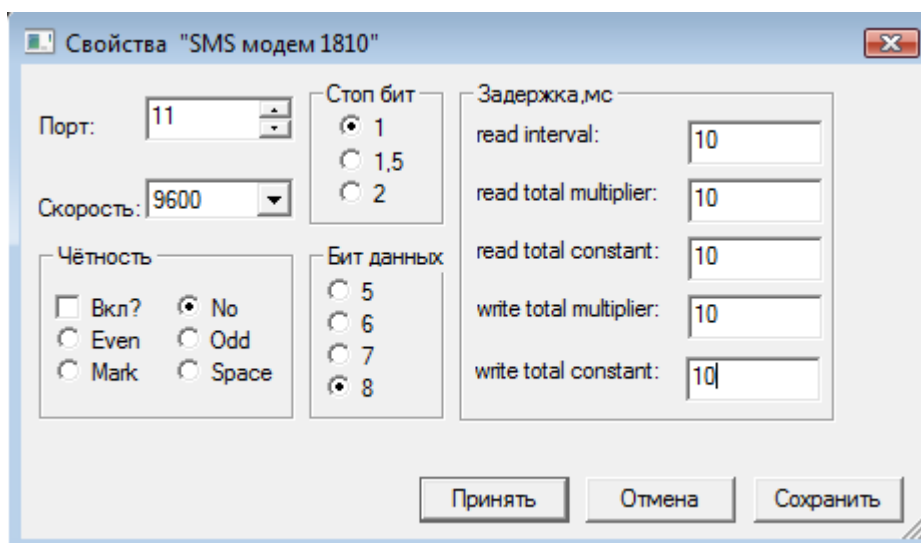 Свойства "SMS модем 1810"
Порт: 11
Скорость: 9600
Стоп бит
1
1,5
2
Чётность
Вкл? No
Even Odd
Mark Space
Бит данных
5
6
7
8
Задержка,мс
read interval: 10
read total multiplier: 10
read total constant: 10
write total multiplier: 10
write total constant: 10
Принять Отмена Сохранить